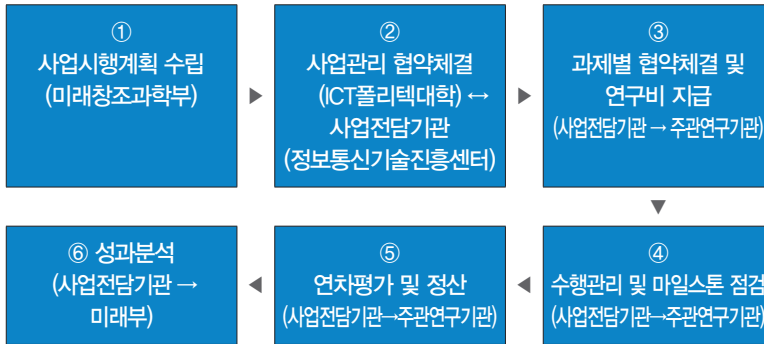 ①
사업시행계획 수립
(미래창조과학부)
▶
②
사업관리 협약체결
(ICT폴리텍대학) ↔
사업전담기관
(정보통신기술진흥센터)
▶
③
과제별 협약체결 및
연구비 지급
(사업전담기관 → 주관연구기관)
▼
④
수행관리 및 마일스톤 점검
(사업전담기관→주관연구기관)
◀
⑤
연차평가 및 정산
(사업전담기관→주관연구기관)
◀
⑥ 성과분석
(사업전담기관 →
미래부)